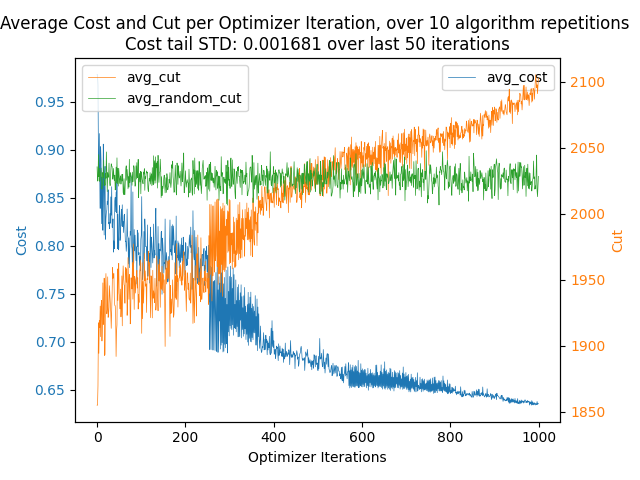 Average Cost and Cut per Optimizer Iteration, over 10 algorithm repetitions
Cost tail STD: 0.001681 over last 50 iterations
avg_cut
avg_random_cut
avg_cost
0.95
0.90
0.85
0.80
0.75
0.70
0.65
Cost
2100
2050
2000
1950
1900
1850
Cut
0 200 400 600 800 1000
Optimizer Iterations